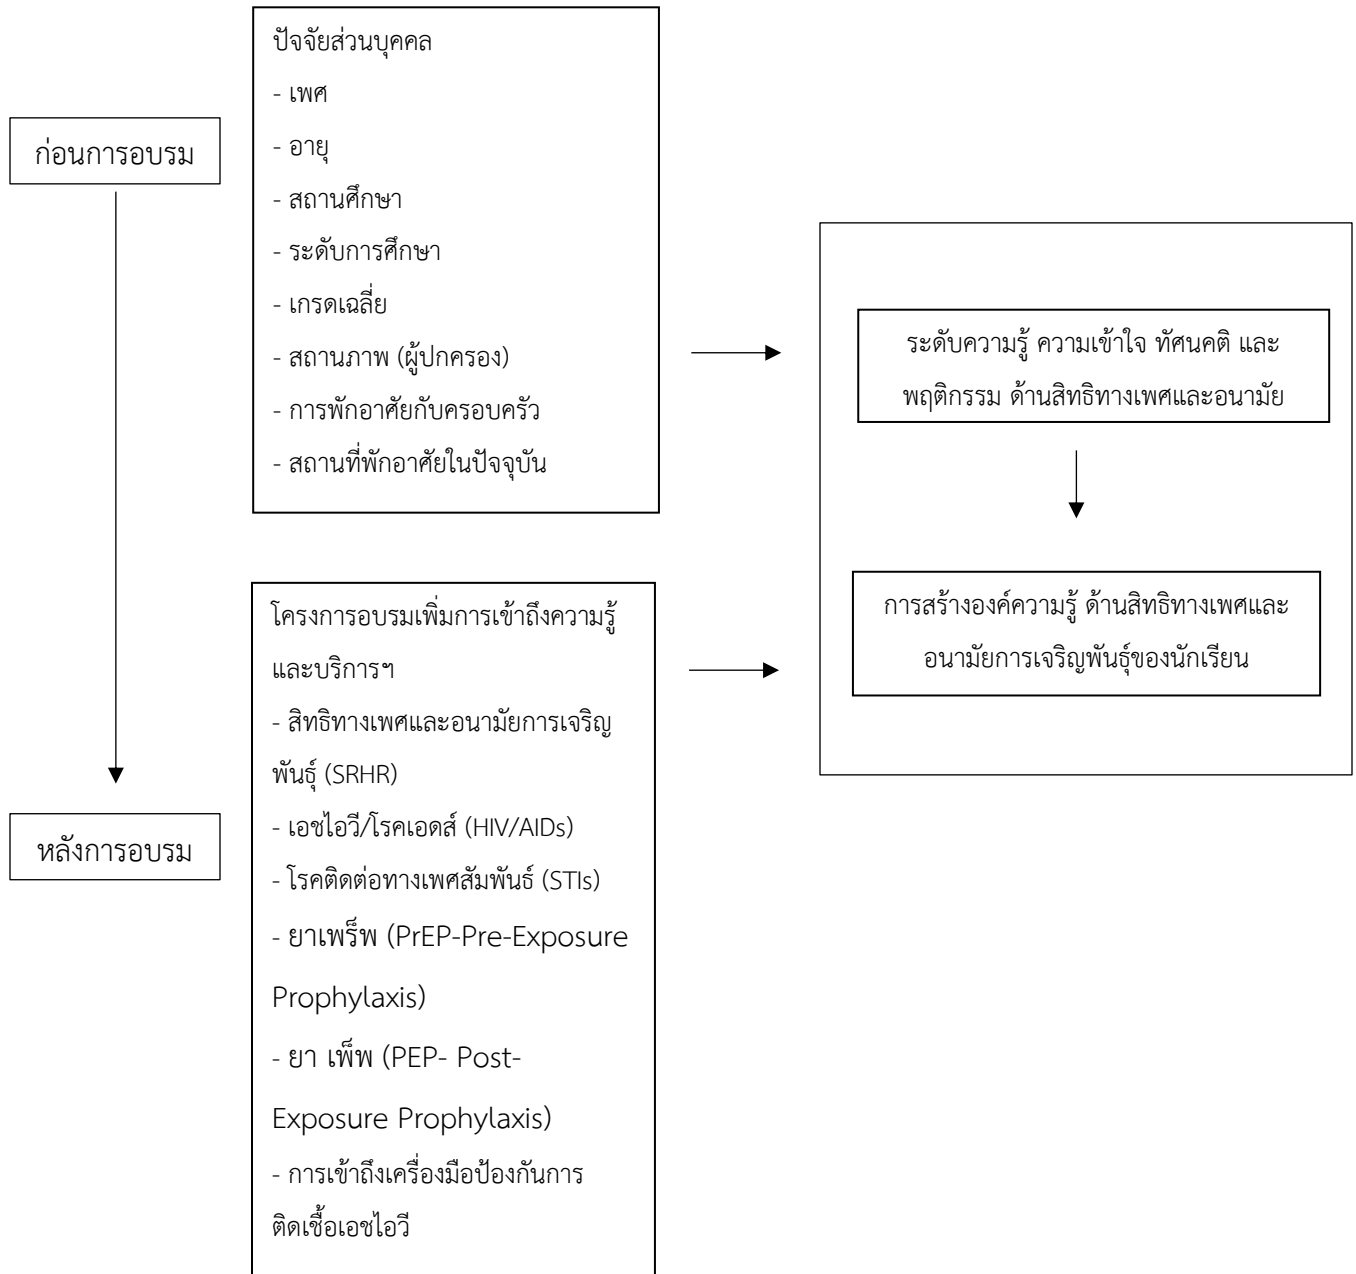 ก่อนการอบรม
ปัจจัยส่วนบุคคล
- เพศ
- อายุ
- สถานศึกษา
- ระดับการศึกษา
- เกรดเฉลี่ย
- สถานภาพ (ผู้ปกครอง)
- การพักอาศัยกับครอบครัว
- สถานที่พักอาศัยในปัจจุบัน
ระดับความรู้ ความเข้าใจ ทัศนคติ และ
พฤติกรรม ด้านสิทธิทางเพศและอนามัย
การสร้างองค์ความรู้ ด้านสิทธิทางเพศและ
อนามัยการเจริญพันธุ์ของนักเรียน
หลังการอบรม
โครงการอบรมเพิ่มการเข้าถึงความรู้
และบริการฯ
- สิทธิทางเพศและอนามัยการเจริญ
พันธุ์ (SRHR)
- เอชไอวี/โรคเอดส์ (HIV/AIDs)
- โรคติดต่อทางเพศสัมพันธ์ (STIs)
- ยาเพร็พ (PrEP-Pre-Exposure
Prophylaxis)
- ยา เพ็พ (PEP- Post-
Exposure Prophylaxis)
- การเข้าถึงเครื่องมือป้องกันการ
ติดเชื้อเอชไอวี